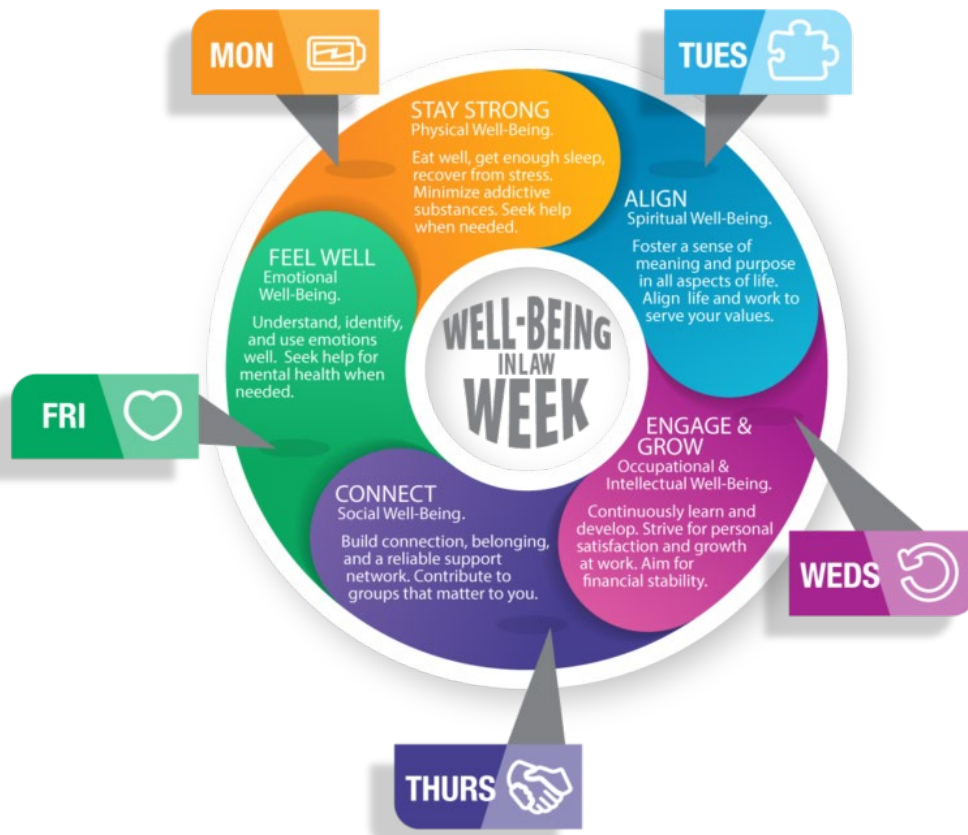 MON
STAY STRONG
Physical Well-Being.
Eat well, get enough sleep,
recover from stress.
Minimize addictive
substances. Seek help
when needed.
TUES
ALIGN
Spiritual Well-Being.
Foster a sense of
meaning and purpose
in all aspects of life.
Align life and work to
serve your values.
WEDS
ENGAGE &
GROW
Occupational &
Intellectual Well-Being.
Continuously learn and
develop. Strive for personal
satisfaction and growth
at work. Aim for
financial stability.
THURS
CONNECT
Social Well-Being.
Build connection, belonging,
and a reliable support
network. Contribute to
groups that matter to you.
FRI
FEEL WELL
Emotional
Well-Being.
Understand, identify,
and use emotions
well. Seek help for
mental health when
needed.
WELL-BEING
IN LAW
WEEK